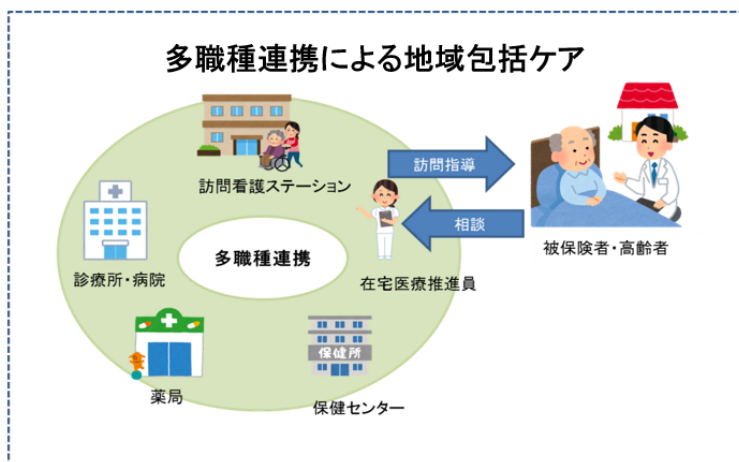 多職種連携による地域包括ケア
訪問看護ステーション
訪問指導
相談
被保険者・高齢者
診療所・病院
多職種連携
在宅医療推進員
薬局
保健所
保健センター